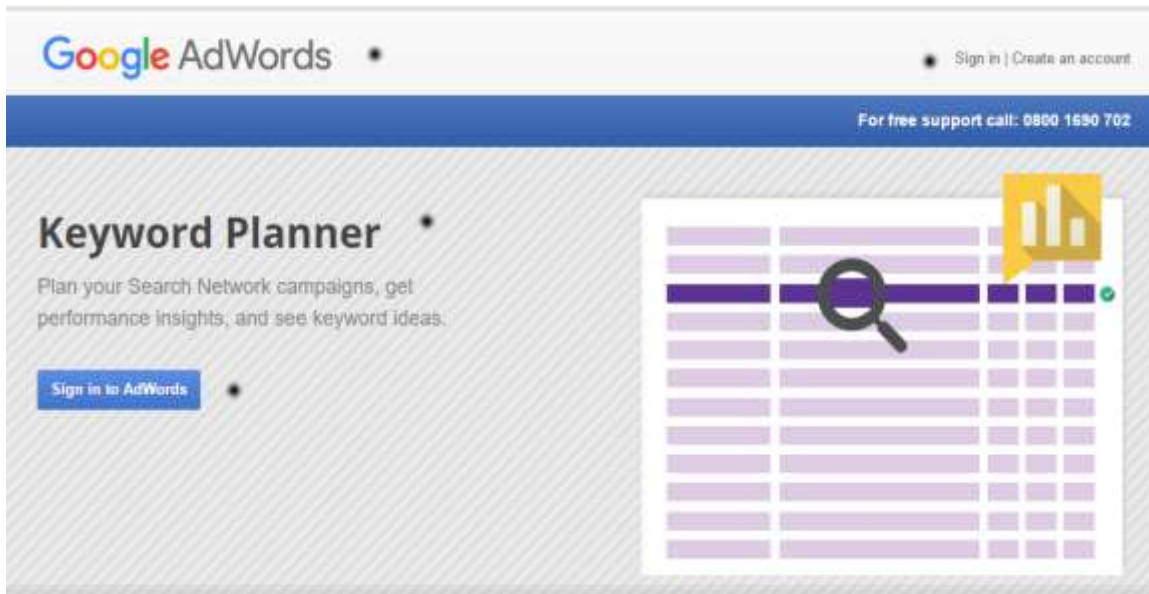 Google AdWords
Sign in | Create an account
For free support call: 0800 1690 702
Keyword Planner
Plan your Search Network campaigns, get
performance insights, and see keyword ideas.
Sign in to AdWords